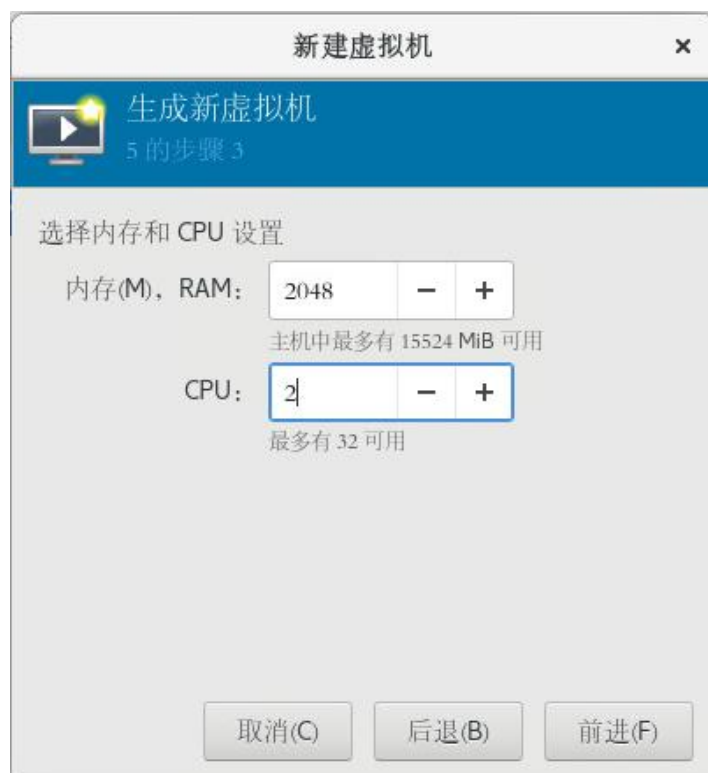 新建虚拟机
生成新虚拟机
5 的步骤 3
选择内存和 CPU 设置
内存(M)，RAM： 2048
主机中最多有 15524 MiB 可用
CPU： 2
最多有 32 可用
取消(C) 后退(B) 前进(F)